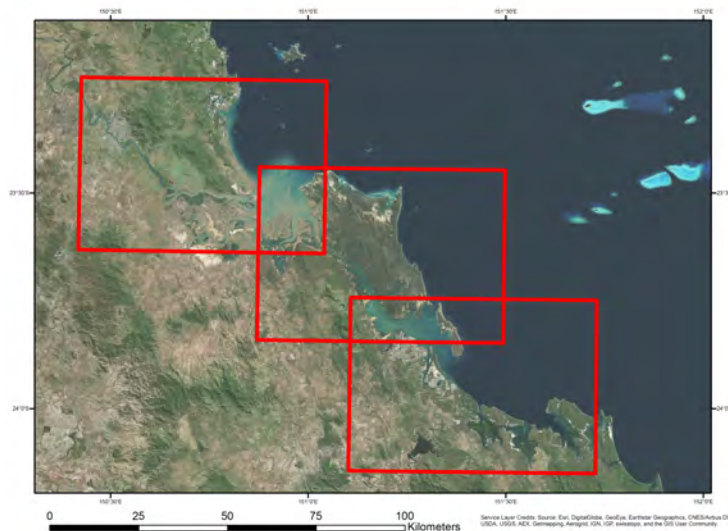 150°30'E 151°0'E 151°30'E 152°0'E
23°30'S 23°30'S
24°0'S 24°0'S
150°30'E 151°0'E 151°30'E 152°0'E
0 25 50 75 100
Kilometers
Service Layer Credits: Source: Esri, DigitalGlobe, GeoEye, Earthstar Geographics, CNES/Airbus DS,
USDA, USGS, AEX, Getmapping, Aerogrid, IGN, IGP, swisstopo, and the GIS User Community